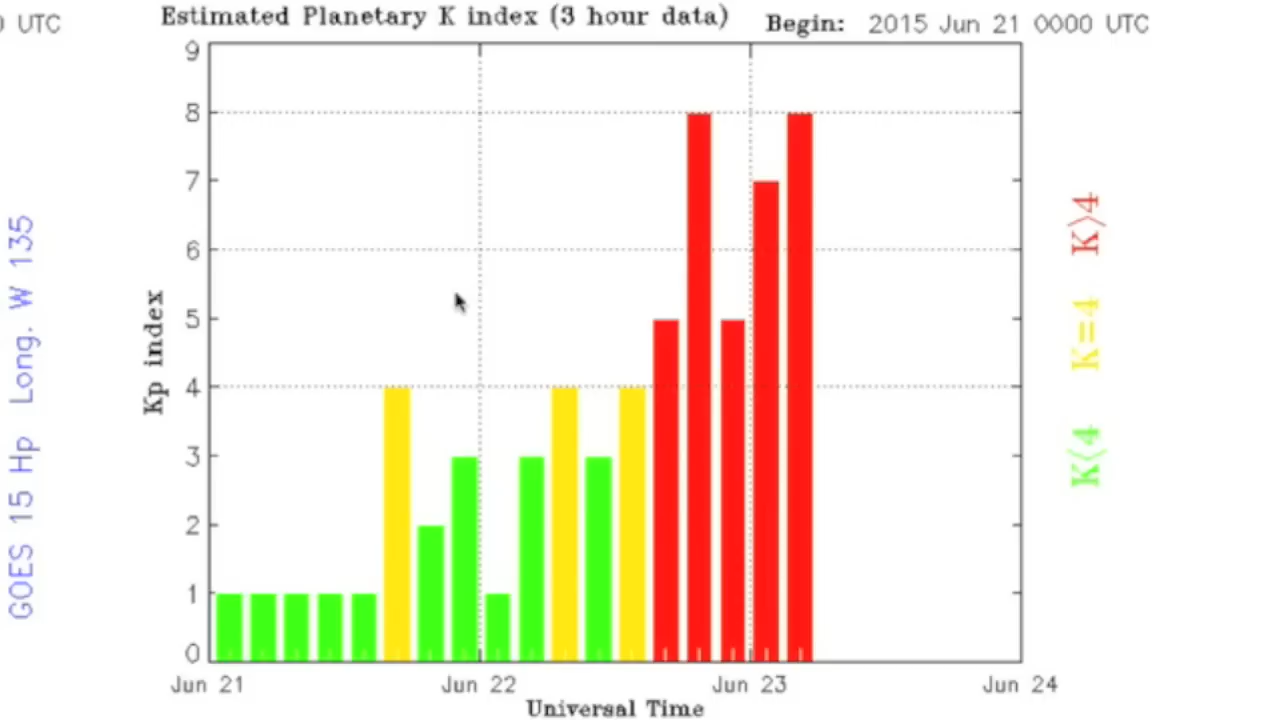 0 UTC
Estimated Planetary K index (3 hour data)
Begin: 2015 Jun 21 0000 UTC
GOES 15 Hp Long. W 135
Kp index
9
8
7
6
5
4
3
2
1
0
Jun 21
Jun 22
Jun 23
Jun 24
Universal Time
K<4 K=4 K>4